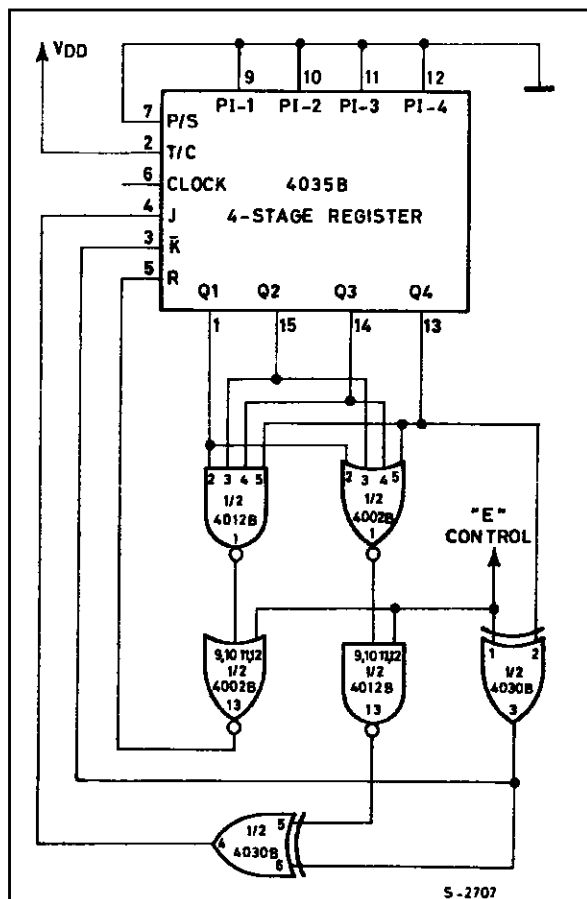 VDD
9 10 11 12
PI-1 PI-2 PI-3 PI-4
7 P/S
2 T/C
6 CLOCK 4035B
4 J 4-STAGE REGISTER
3 K̅
5 R
Q1 Q2 Q3 Q4
1 15 14 13
2 3 4 5
1/2
4012B
1
2 3 4 5
1/2
4002B
1
"E"
CONTROL
9,10 11,12
1/2
4002B
13
9,10 11,12
1/2
4012B
13
1 2
1/2
4030B
3
5
1/2
4 4030B
6
S-2707